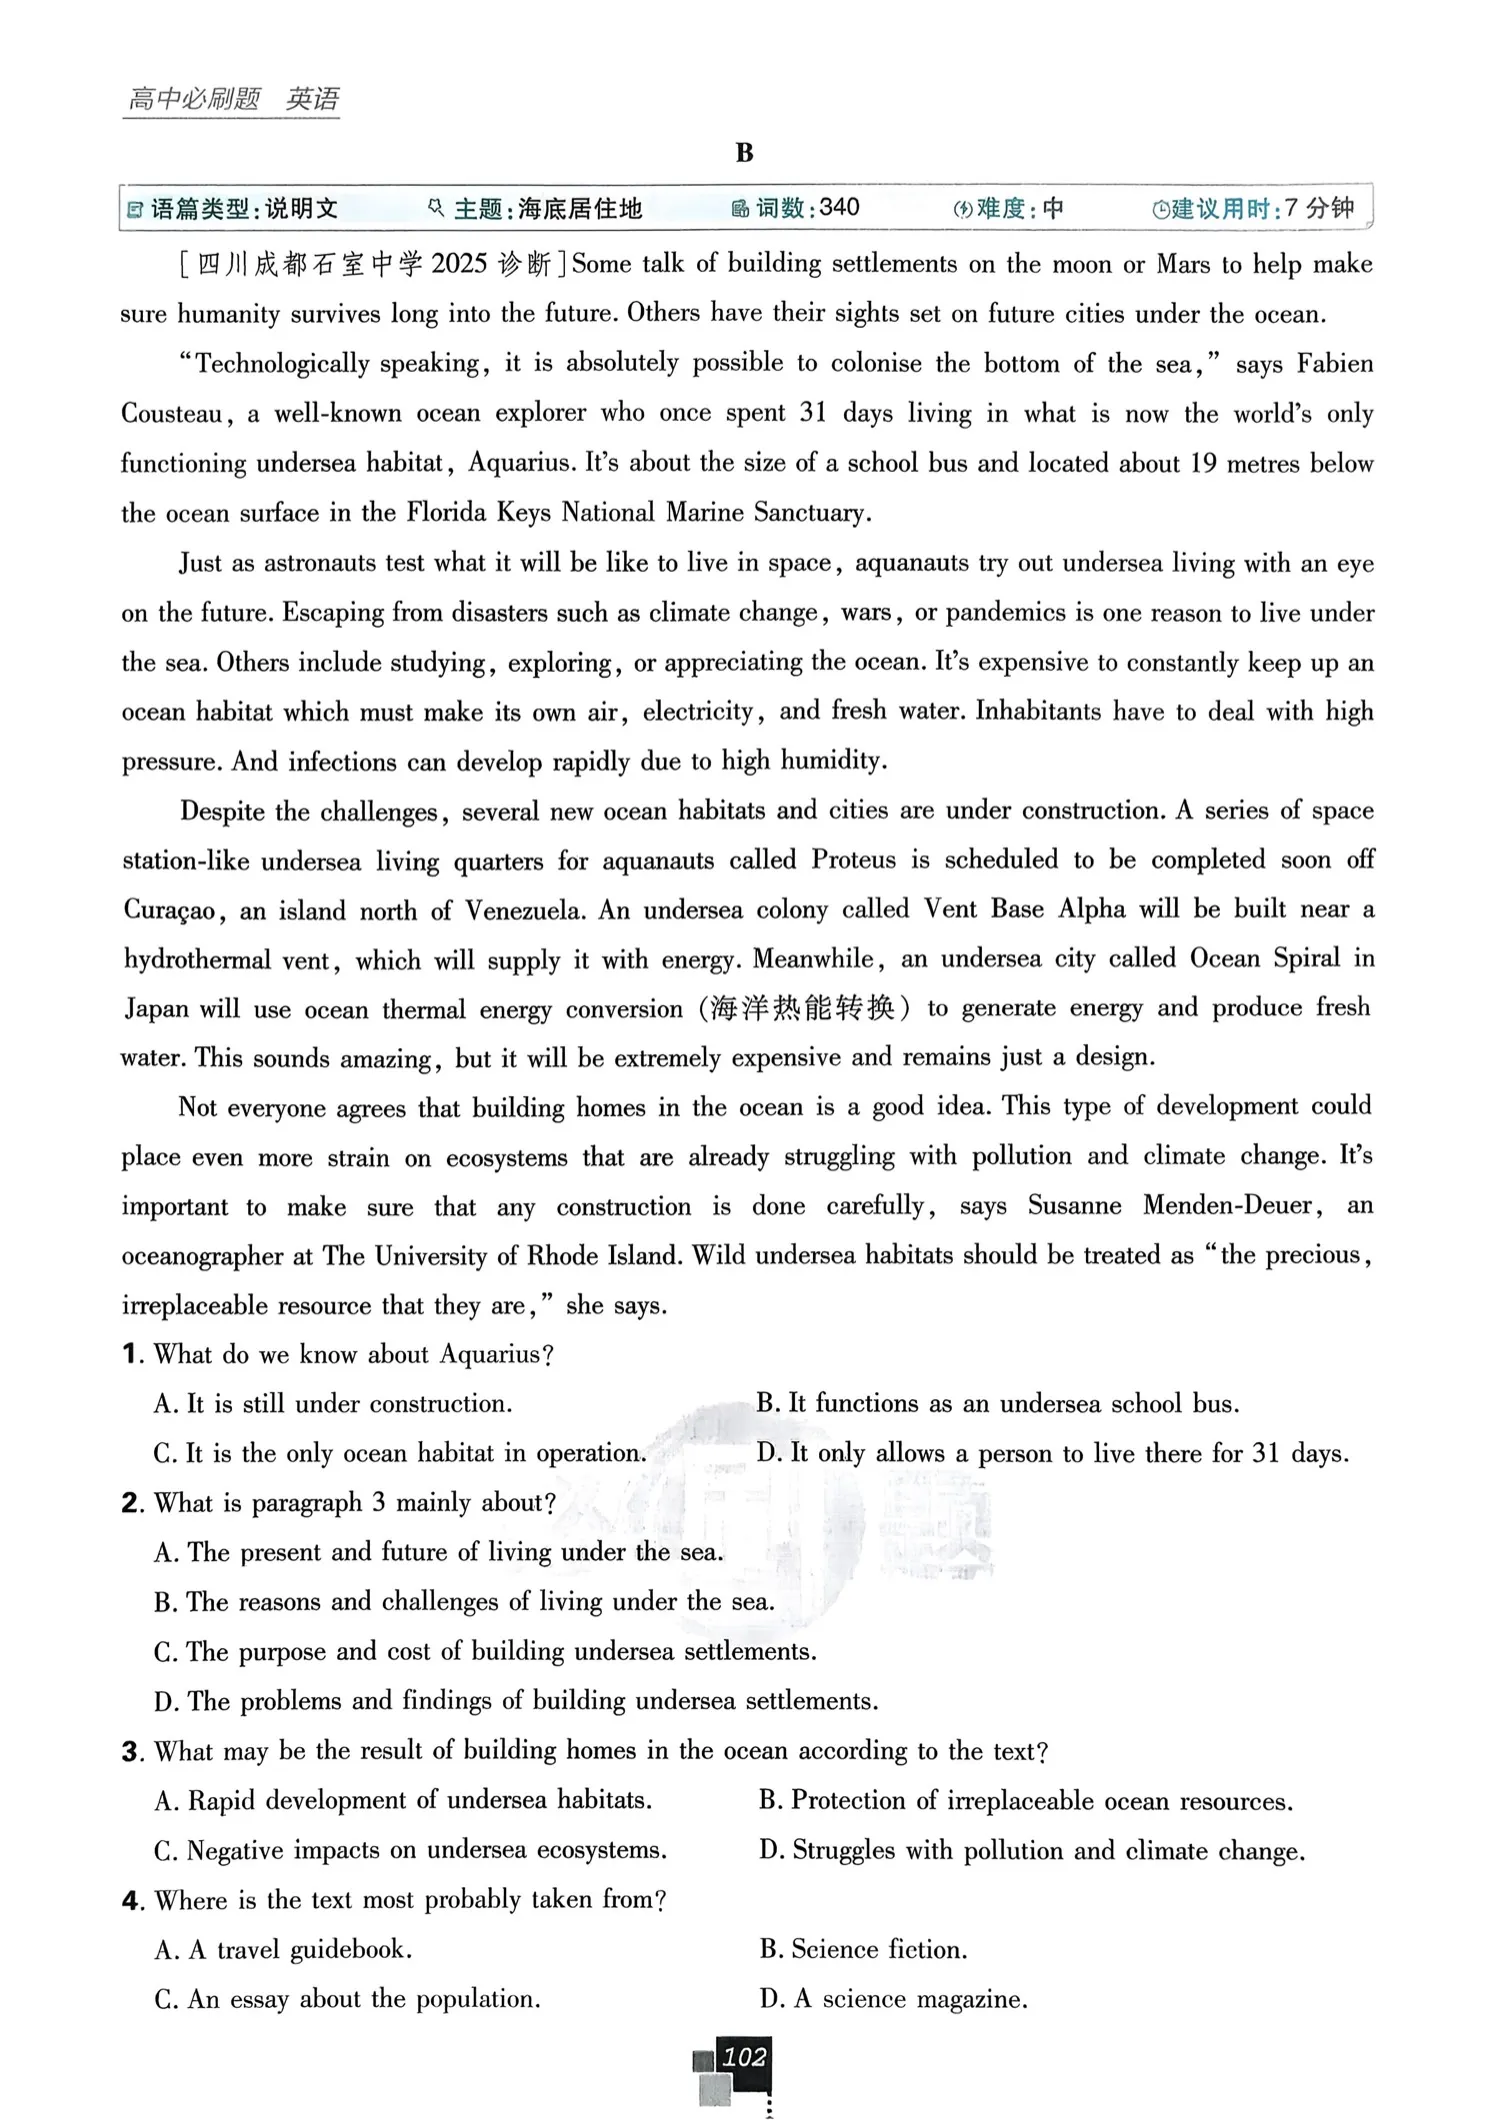 高中必刷题 英语
B
语篇类型:说明文 主题:海底居住地 词数:340 难度:中 建议用时:7 分钟
[四川成都石室中学 2025 诊断]Some talk of building settlements on the moon or Mars to help make
sure humanity survives long into the future. Others have their sights set on future cities under the ocean.
“Technologically speaking, it is absolutely possible to colonise the bottom of the sea,” says Fabien
Cousteau, a well-known ocean explorer who once spent 31 days living in what is now the world’s only
functioning undersea habitat, Aquarius. It’s about the size of a school bus and located about 19 metres below
the ocean surface in the Florida Keys National Marine Sanctuary.
Just as astronauts test what it will be like to live in space, aquanauts try out undersea living with an eye
on the future. Escaping from disasters such as climate change, wars, or pandemics is one reason to live under
the sea. Others include studying, exploring, or appreciating the ocean. It’s expensive to constantly keep up an
ocean habitat which must make its own air, electricity, and fresh water. Inhabitants have to deal with high
pressure. And infections can develop rapidly due to high humidity.
Despite the challenges, several new ocean habitats and cities are under construction. A series of space
station-like undersea living quarters for aquanauts called Proteus is scheduled to be completed soon off
Curaçao, an island north of Venezuela. An undersea colony called Vent Base Alpha will be built near a
hydrothermal vent, which will supply it with energy. Meanwhile, an undersea city called Ocean Spiral in
Japan will use ocean thermal energy conversion (海洋热能转换) to generate energy and produce fresh
water. This sounds amazing, but it will be extremely expensive and remains just a design.
Not everyone agrees that building homes in the ocean is a good idea. This type of development could
place even more strain on ecosystems that are already struggling with pollution and climate change. It’s
important to make sure that any construction is done carefully, says Susanne Menden-Deuer, an
oceanographer at The University of Rhode Island. Wild undersea habitats should be treated as “the precious,
irreplaceable resource that they are,” she says.
1. What do we know about Aquarius?
A. It is still under construction. B. It functions as an undersea school bus.
C. It is the only ocean habitat in operation. D. It only allows a person to live there for 31 days.
2. What is paragraph 3 mainly about?
A. The present and future of living under the sea.
B. The reasons and challenges of living under the sea.
C. The purpose and cost of building undersea settlements.
D. The problems and findings of building undersea settlements.
3. What may be the result of building homes in the ocean according to the text?
A. Rapid development of undersea habitats. B. Protection of irreplaceable ocean resources.
C. Negative impacts on undersea ecosystems. D. Struggles with pollution and climate change.
4. Where is the text most probably taken from?
A. A travel guidebook. B. Science fiction.
C. An essay about the population. D. A science magazine.
102